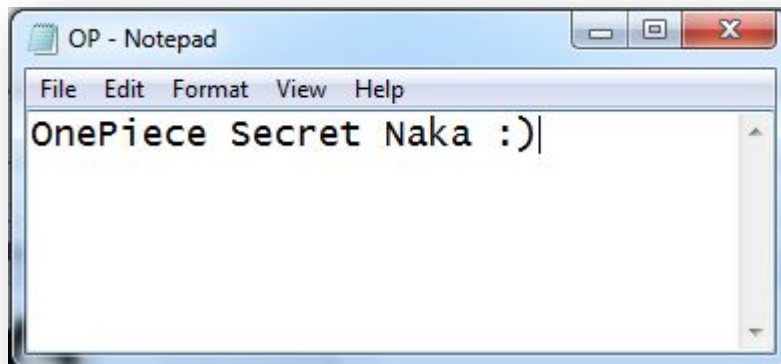 OP - Notepad
File Edit Format View Help
OnePiece Secret Naka :)